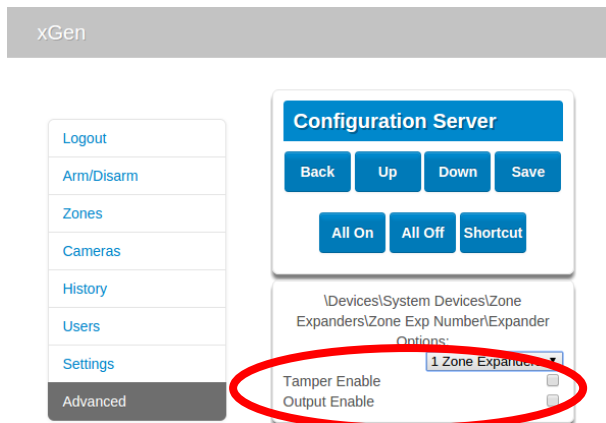 xGen
Logout
Arm/Disarm
Zones
Cameras
History
Users
Settings
Advanced
Configuration Server
Back Up Down Save
All On All Off Shortcut
\Devices\System Devices\Zone
Expanders\Zone Exp Number\Expander
Options:
1 Zone Expanders
Tamper Enable
Output Enable